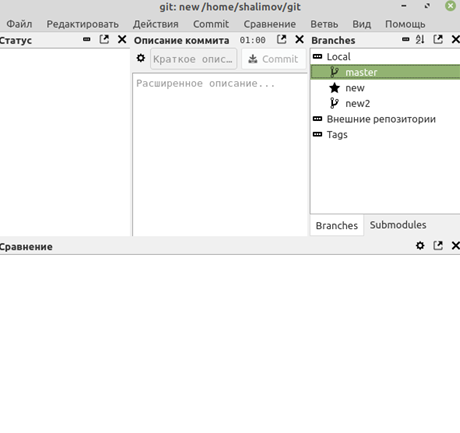 git: new /home/shalimov/git
Файл Редактировать Действия Commit Сравнение Ветвь Вид Помощь
Статус Описание коммита 01:00 Branches
Краткое опис... Commit
Расширенное описание...
Local
master
new
new2
Внешние репозитории
Tags
Branches Submodules
Сравнение